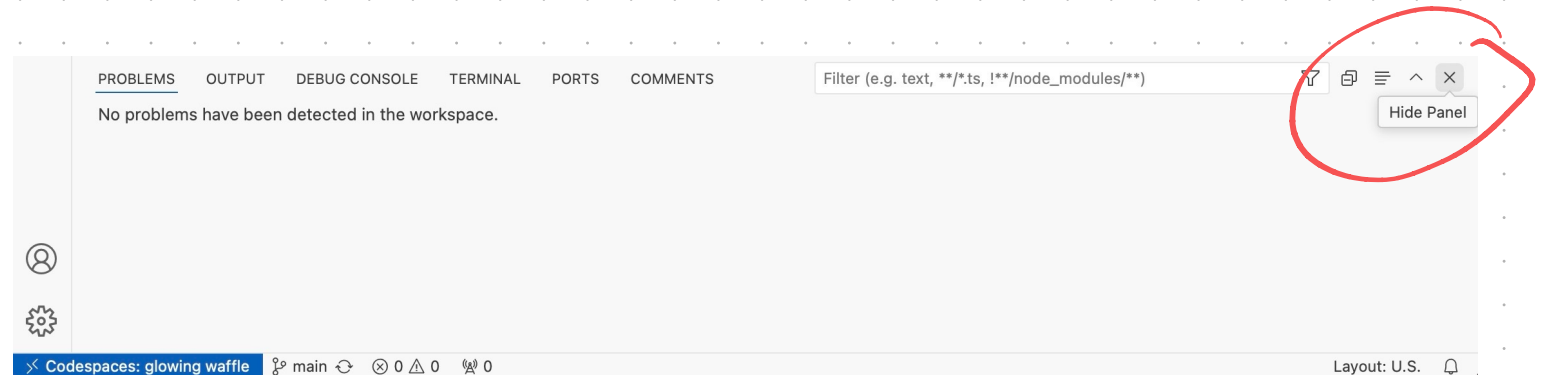 PROBLEMS OUTPUT DEBUG CONSOLE TERMINAL PORTS COMMENTS Filter (e.g. text, **/*.ts, !**/node_modules/**)
No problems have been detected in the workspace.
Hide Panel
Codespaces: glowing waffle main 0 0 0 Layout: U.S.